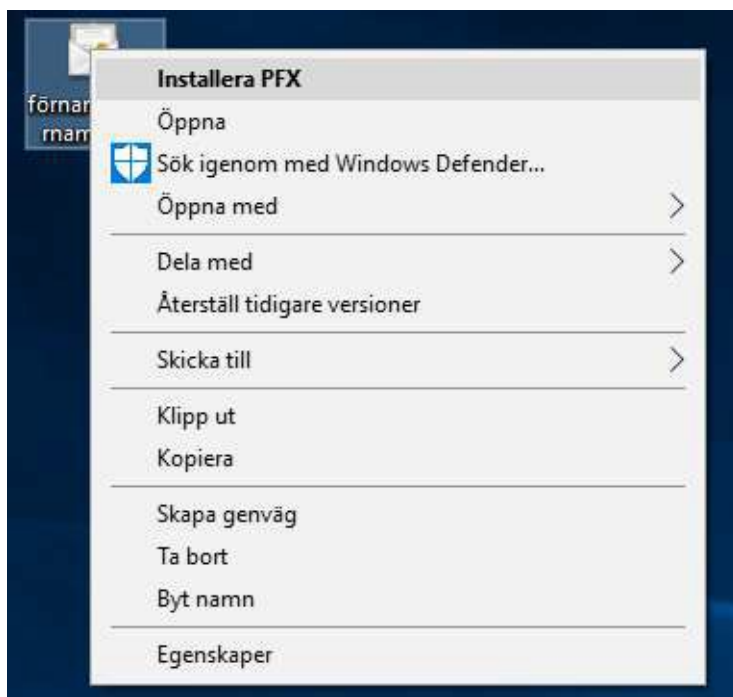 Installera PFX
Öppna
Sök igenom med Windows Defender...
Öppna med
Dela med
Återställ tidigare versioner
Skicka till
Klipp ut
Kopiera
Skapa genväg
Ta bort
Byt namn
Egenskaper